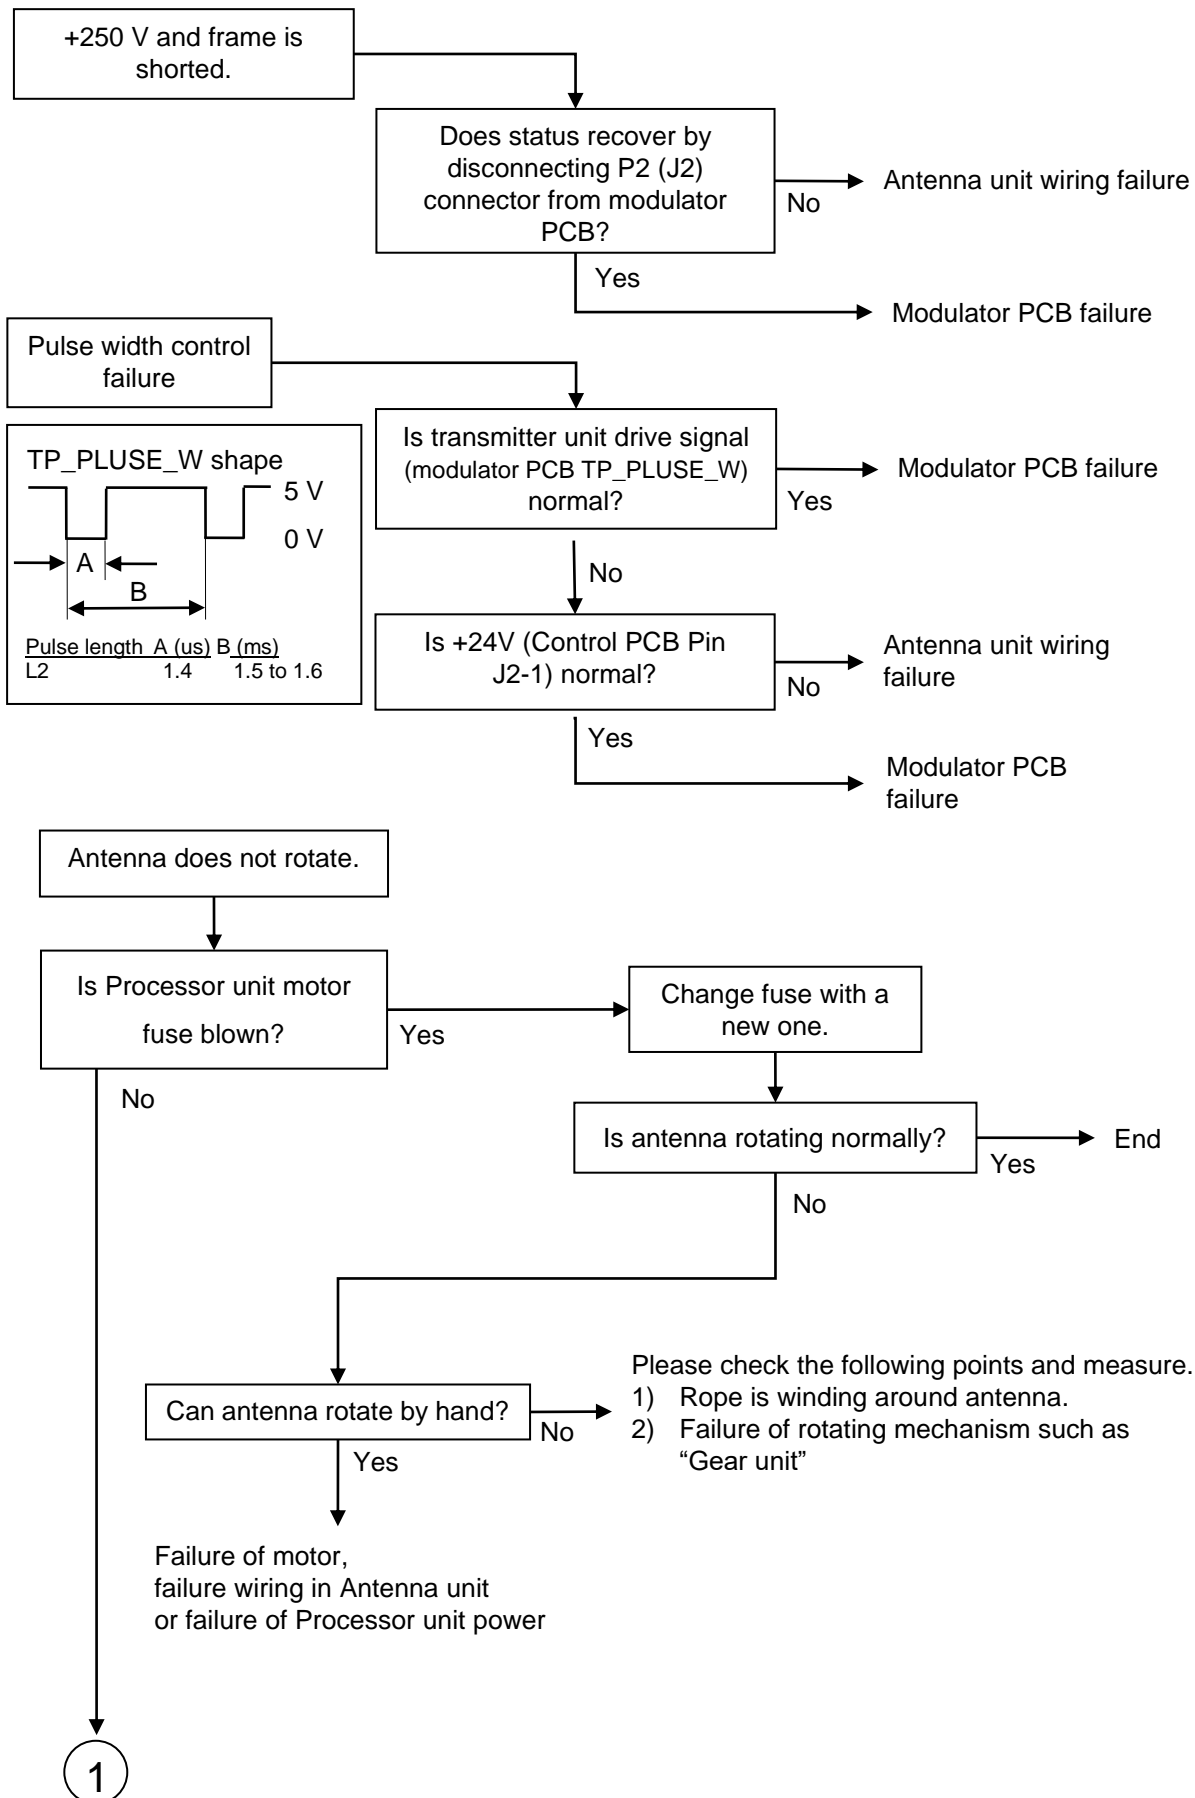 +250 V and frame is
shorted.
Does status recover by
disconnecting P2 (J2)
connector from modulator
PCB?
No
Antenna unit wiring failure
Yes
Modulator PCB failure
Pulse width control
failure
Is transmitter unit drive signal
(modulator PCB TP_PLUSE_W)
normal?
Yes
Modulator PCB failure
TP_PLUSE_W shape
5 V
0 V
A
B
Pulse length A (us) B (ms)
L2 1.4 1.5 to 1.6
No
Is +24V (Control PCB Pin
J2-1) normal?
No
Antenna unit wiring
failure
Yes
Modulator PCB
failure
Antenna does not rotate.
Is Processor unit motor
fuse blown?
Yes
Change fuse with a
new one.
No
Is antenna rotating normally?
Yes
End
No
Can antenna rotate by hand?
No
Please check the following points and measure.
1) Rope is winding around antenna.
2) Failure of rotating mechanism such as
“Gear unit”
Yes
Failure of motor,
failure wiring in Antenna unit
or failure of Processor unit power
1